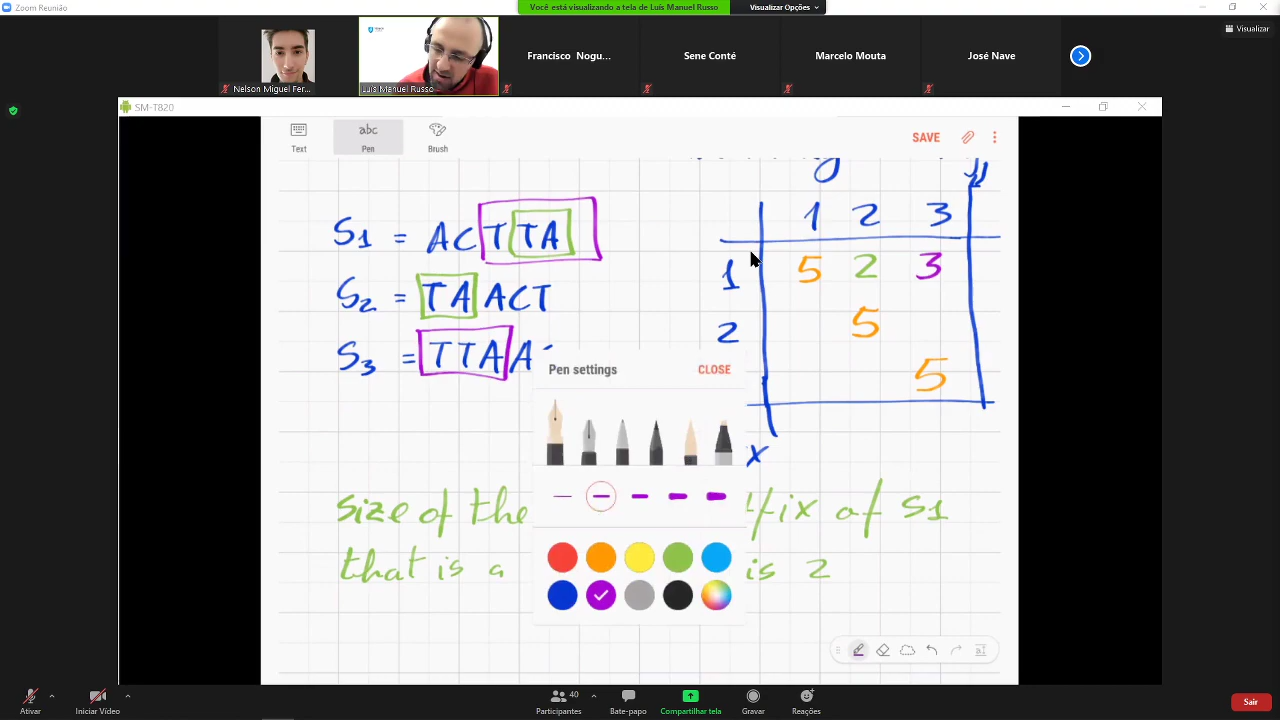 Zoom Reunião
Você está visualizando a tela de Luís Manuel Russo
Visualizar Opções
Visualizar
Nelson Miguel Fer...
Luís Manuel Russo
Francisco Nogu...
Sene Conté
Marcelo Mouta
José Nave
SM-T820
Text
abc
Pen
Brush
SAVE
1 2 3
S1 = ACTTTA
1 5 2 3
S2 = TAACT
2 5
S3 = TTAA
5
Pen settings
CLOSE
x
size of the fix of S1
that is a is 2
Ativar
Iniciar Vídeo
Participantes
40
Bate-papo
Compartilhar tela
Gravar
Reações
Sair